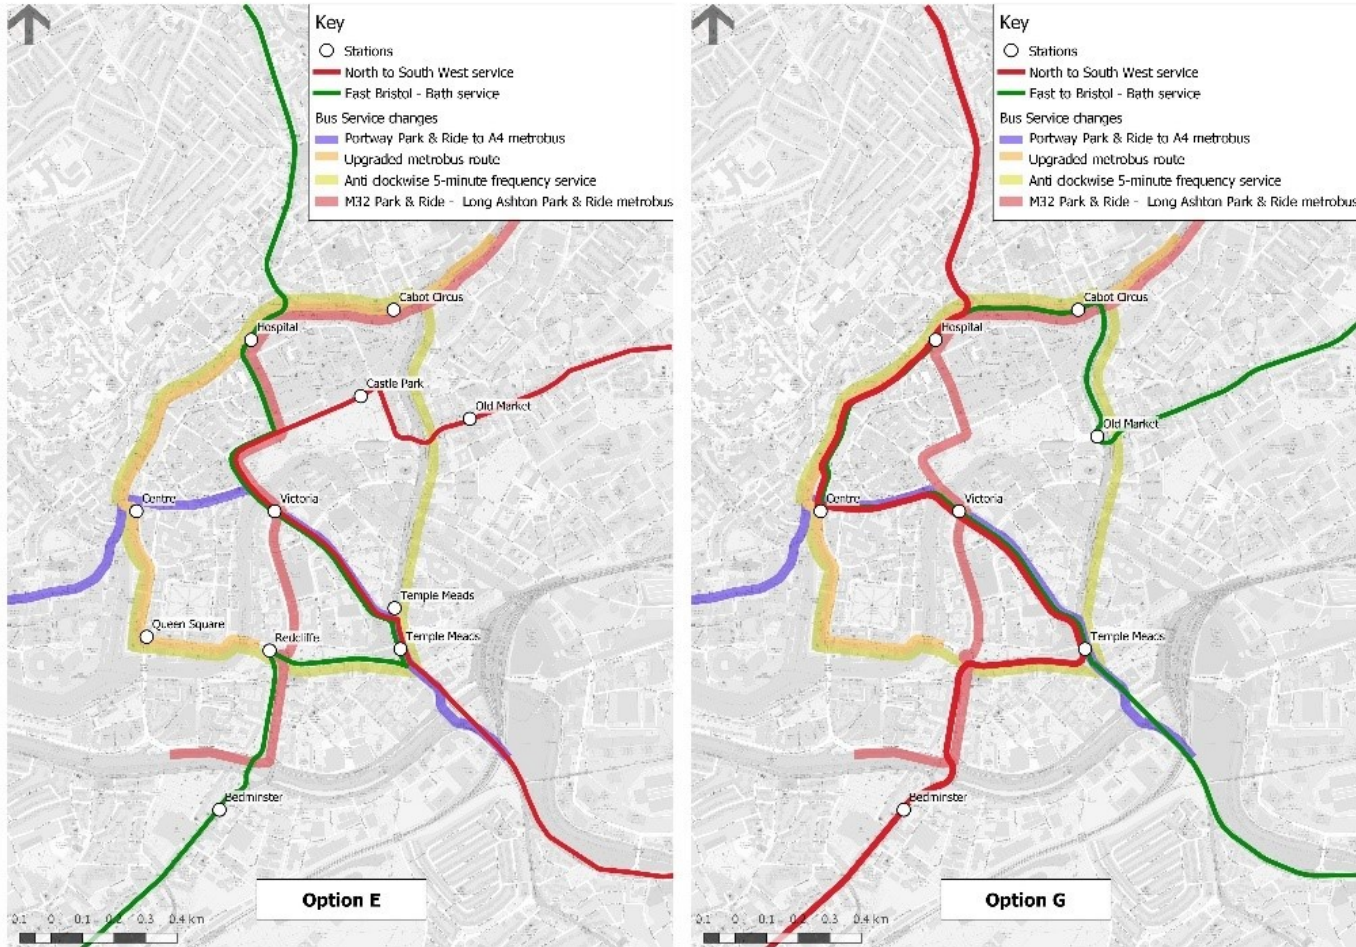 Key
Stations
North to South West service
East Bristol - Bath service
Bus Service changes
Portway Park & Ride to A4 metrobus
Upgraded metrobus route
Anti clockwise 5-minute frequency service
M32 Park & Ride - Long Ashton Park & Ride metrobus
Cabot Circus
Hospital
Castle Park
Old Market
Centre
Victoria
Temple Meads
Queen Square
Redcliffe
Temple Meads
Bedminster
Option E
0.1 0 0.1 0.2 0.3 0.4 km
Key
Stations
North to South West service
East to Bristol - Bath service
Bus Service changes
Portway Park & Ride to A4 metrobus
Upgraded metrobus route
Anti clockwise 5-minute frequency service
M32 Park & Ride - Long Ashton Park & Ride metrobus
Cabot Circus
Hospital
Old Market
Centre
Victoria
Temple Meads
Bedminster
Option G
0.1 0 0.1 0.2 0.3 0.4 km